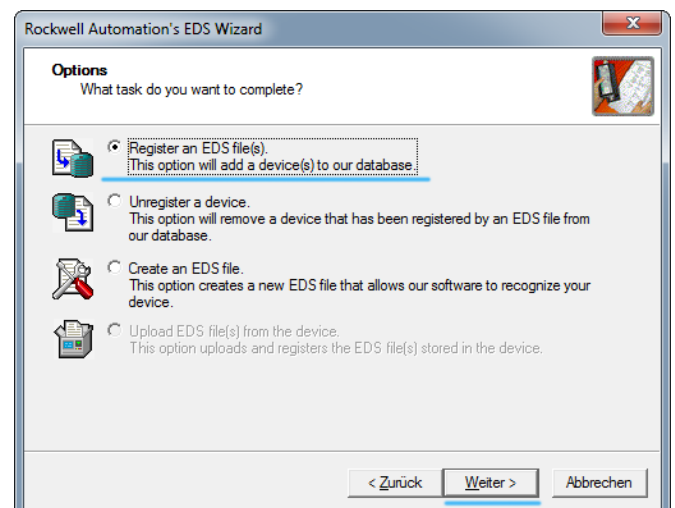 Rockwell Automation's EDS Wizard
Options
What task do you want to complete?
Register an EDS file(s).
This option will add a device(s) to our database.
Unregister a device.
This option will remove a device that has been registered by an EDS file from
our database.
Create an EDS file.
This option creates a new EDS file that allows our software to recognize your
device.
Upload EDS file(s) from the device.
This option uploads and registers the EDS file(s) stored in the device.
< Zurück Weiter > Abbrechen